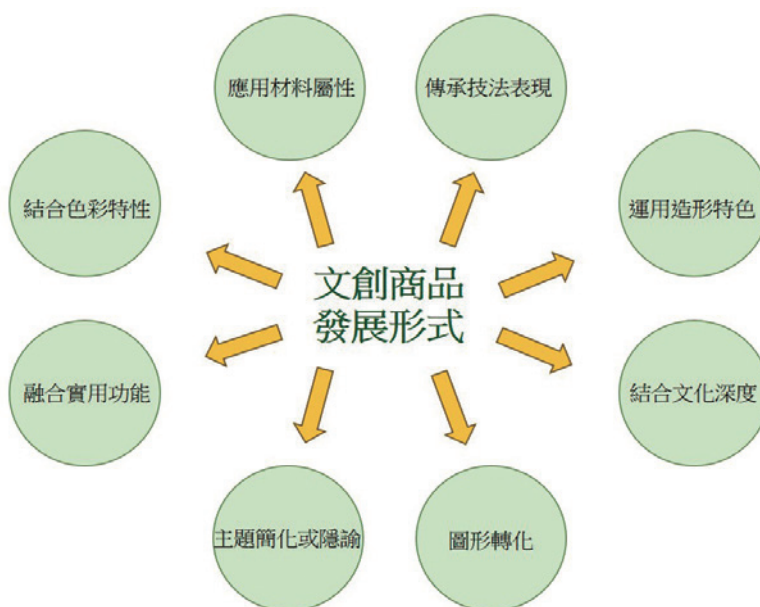 應用材料屬性
傳承技法表現
結合色彩特性
運用造形特色
文創商品
發展形式
融合實用功能
結合文化深度
主題簡化或隱諭
圖形轉化